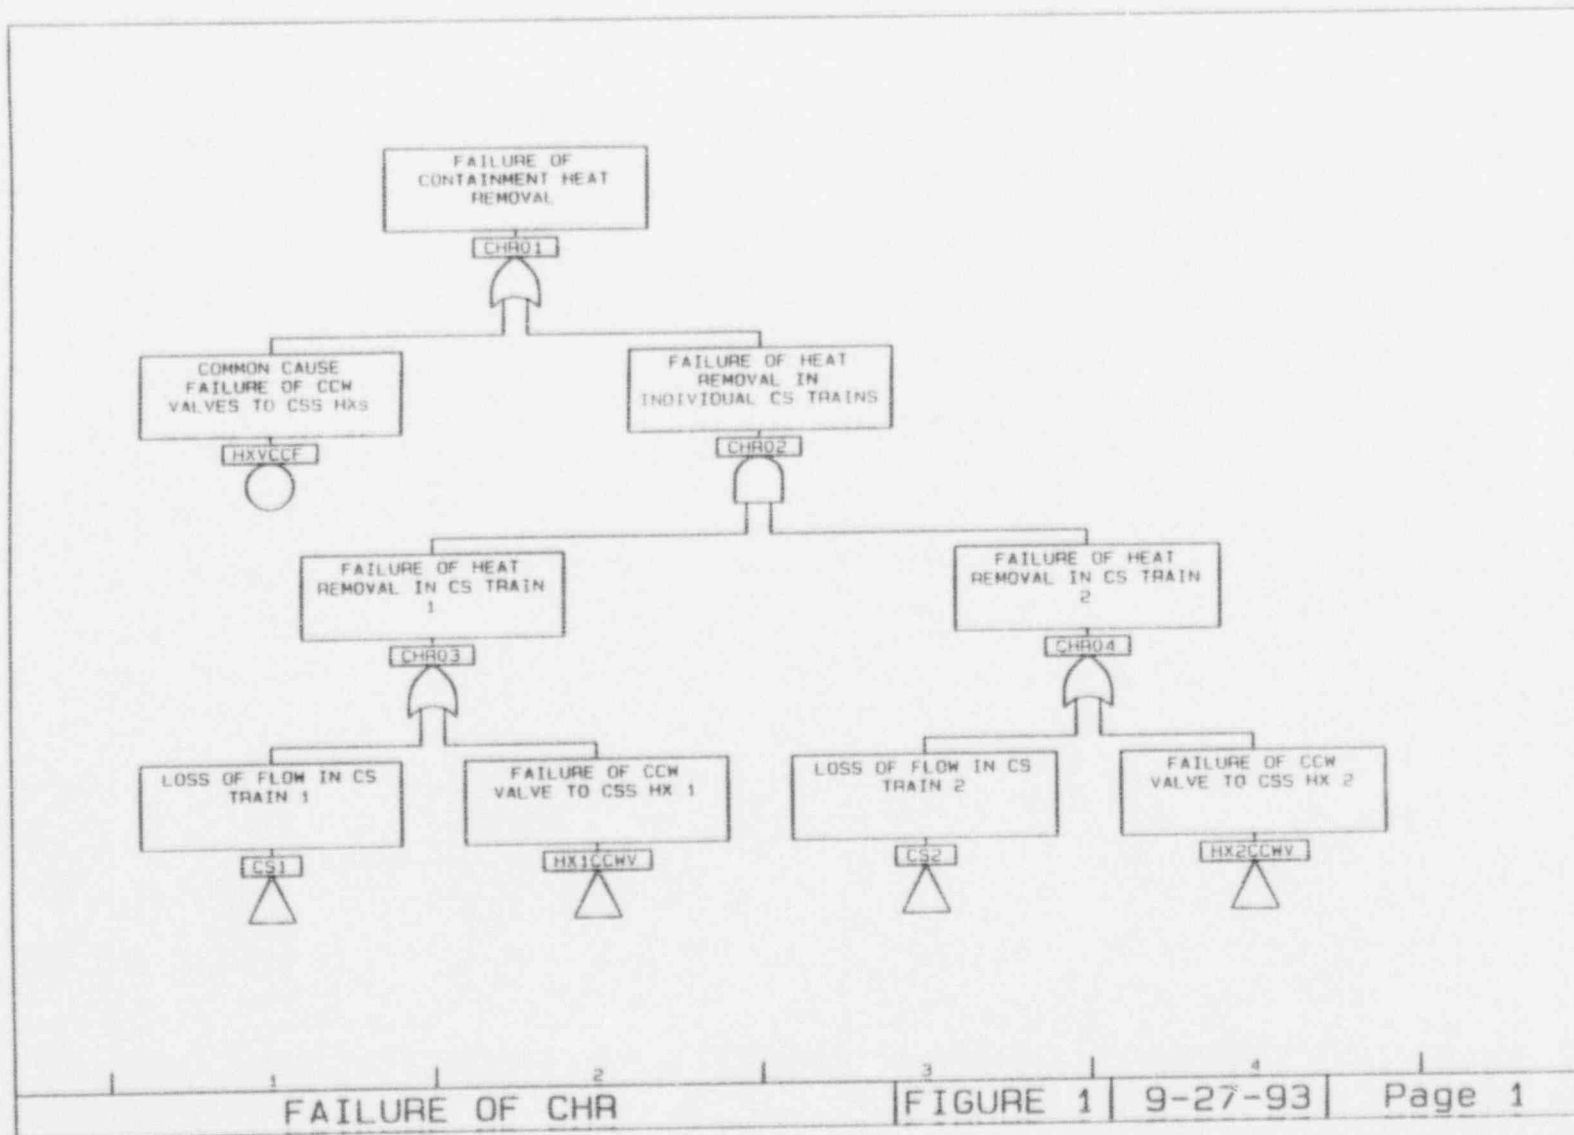 FAILURE OF
CONTAINMENT HEAT
REMOVAL
CHR01
COMMON CAUSE
FAILURE OF CCW
VALVES TO CSS HXs
HXVCCF
FAILURE OF HEAT
REMOVAL IN
INDIVIDUAL CS TRAINS
CHR02
FAILURE OF HEAT
REMOVAL IN CS TRAIN
1
CHR03
FAILURE OF HEAT
REMOVAL IN CS TRAIN
2
CHR04
LOSS OF FLOW IN CS
TRAIN 1
CS1
FAILURE OF CCW
VALVE TO CSS HX 1
HX1CCWV
LOSS OF FLOW IN CS
TRAIN 2
CS2
FAILURE OF CCW
VALVE TO CSS HX 2
HX2CCWV
1 2 3 4
FAILURE OF CHR FIGURE 1 9-27-93 Page 1